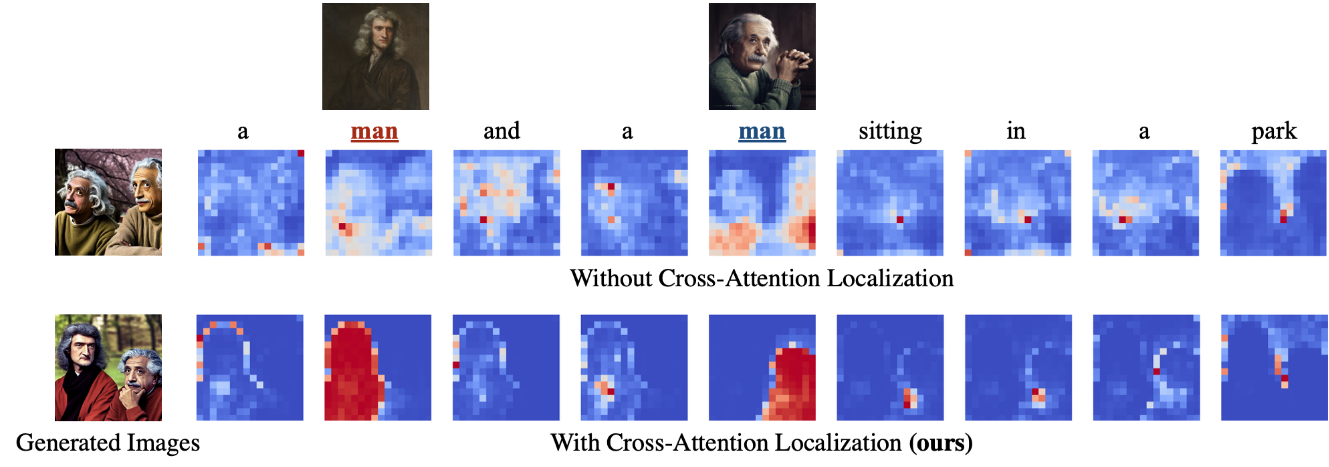 a man and a man sitting in a park
Without Cross-Attention Localization
Generated Images With Cross-Attention Localization (ours)